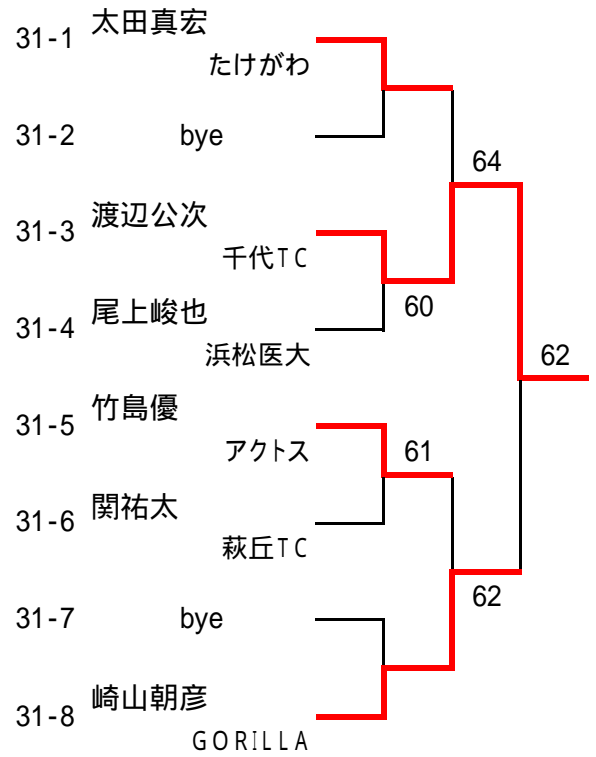 31-1 太田真宏
たけがわ
31-2 bye
64
31-3 渡辺公次
千代TC
60
31-4 尾上峻也
浜松医大
62
31-5 竹島優
アクトス
61
31-6 関祐太
萩丘TC
62
31-7 bye
31-8 崎山朝彦
GORILLA